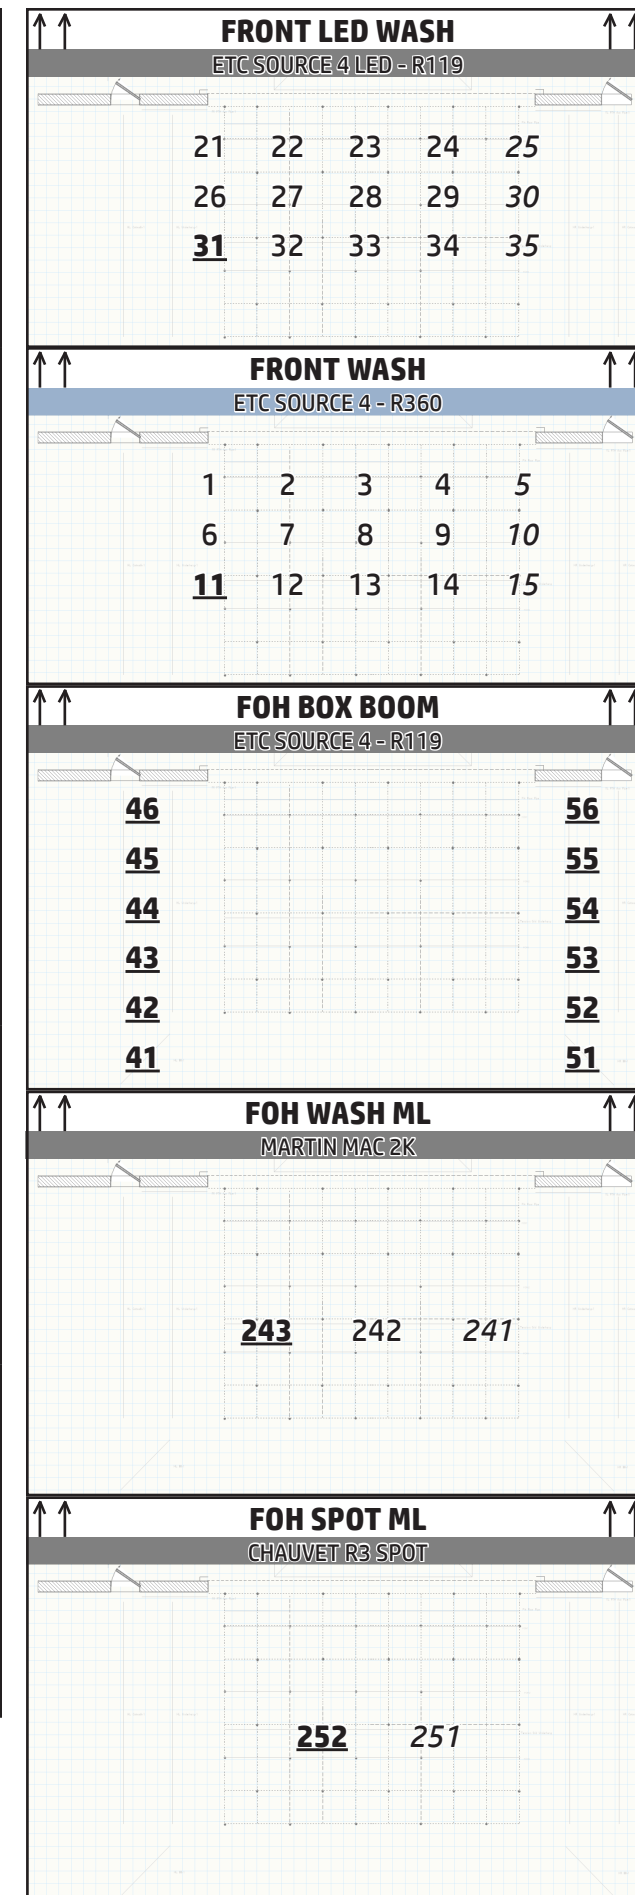 FRONT LED WASH
ETC SOURCE 4 LED - R119
21 22 23 24 25
26 27 28 29 30
31 32 33 34 35
FRONT WASH
ETC SOURCE 4 - R360
1 2 3 4 5
6 7 8 9 10
11 12 13 14 15
FOH BOX BOOM
ETC SOURCE 4 - R119
46 56
45 55
44 54
43 53
42 52
41 51
FOH WASH ML
MARTIN MAC 2K
243 242 241
FOH SPOT ML
CHAUVET R3 SPOT
252 251